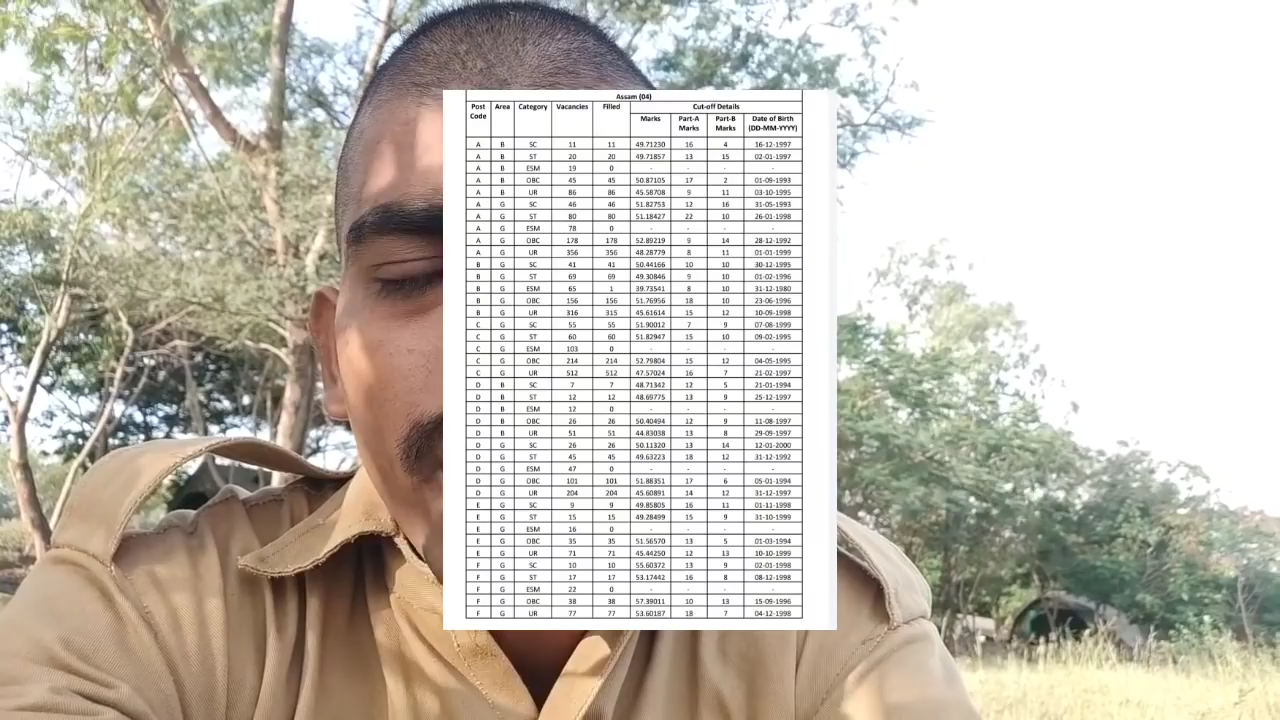 Assam (04)
Post Code Area Category Vacancies Filled Cut-off Details
Marks Part-A Marks Part-B Marks Date of Birth (DD-MM-YYYY)
A B SC 11 11 49.71230 16 4 16-12-1997
A B ST 20 20 49.71857 13 15 02-01-1997
A B ESM 19 0 - - - -
A B OBC 45 45 50.87105 17 2 01-09-1993
A B UR 86 86 45.58708 9 11 03-10-1995
A G SC 46 46 51.82753 12 16 31-05-1993
A G ST 80 80 51.18427 22 10 26-01-1998
A G ESM 78 0 - - - -
A G OBC 178 178 52.89219 9 14 28-12-1992
A G UR 356 356 48.28779 8 11 01-01-1999
B G SC 41 41 50.44166 10 10 30-12-1995
B G ST 69 69 49.30846 9 10 01-02-1996
B G ESM 65 1 39.73541 8 10 31-12-1980
B G OBC 156 156 51.76956 18 10 23-06-1996
B G UR 316 315 45.61614 15 12 10-09-1998
C G SC 55 55 51.90012 7 9 07-08-1999
C G ST 60 60 51.82947 15 10 09-02-1995
C G ESM 103 0 - - - -
C G OBC 214 214 52.79804 15 12 04-05-1995
C G UR 512 512 47.57024 16 7 21-02-1997
D B SC 7 7 48.71342 12 5 21-01-1994
D B ST 12 12 48.69775 13 9 25-12-1997
D B ESM 12 0 - - - -
D B OBC 26 26 50.40494 12 9 11-08-1997
D B UR 51 51 44.83038 13 8 29-09-1997
D G SC 26 26 50.11320 13 14 12-01-2000
D G ST 45 45 49.63223 18 12 31-12-1992
D G ESM 47 0 - - - -
D G OBC 101 101 51.88351 17 6 05-01-1994
D G UR 204 204 45.60891 14 12 31-12-1997
E G SC 9 9 49.85805 16 11 01-11-1998
E G ST 15 15 49.28499 15 9 31-10-1999
E G ESM 16 0 - - - -
E G OBC 35 35 51.56570 13 5 01-03-1994
E G UR 71 71 45.44250 12 13 10-10-1999
F G SC 10 10 55.60372 13 9 02-01-1998
F G ST 17 17 53.17442 16 8 08-12-1998
F G ESM 22 0 - - - -
F G OBC 38 38 57.39011 10 13 15-09-1996
F G UR 77 77 53.60187 18 7 04-12-1998